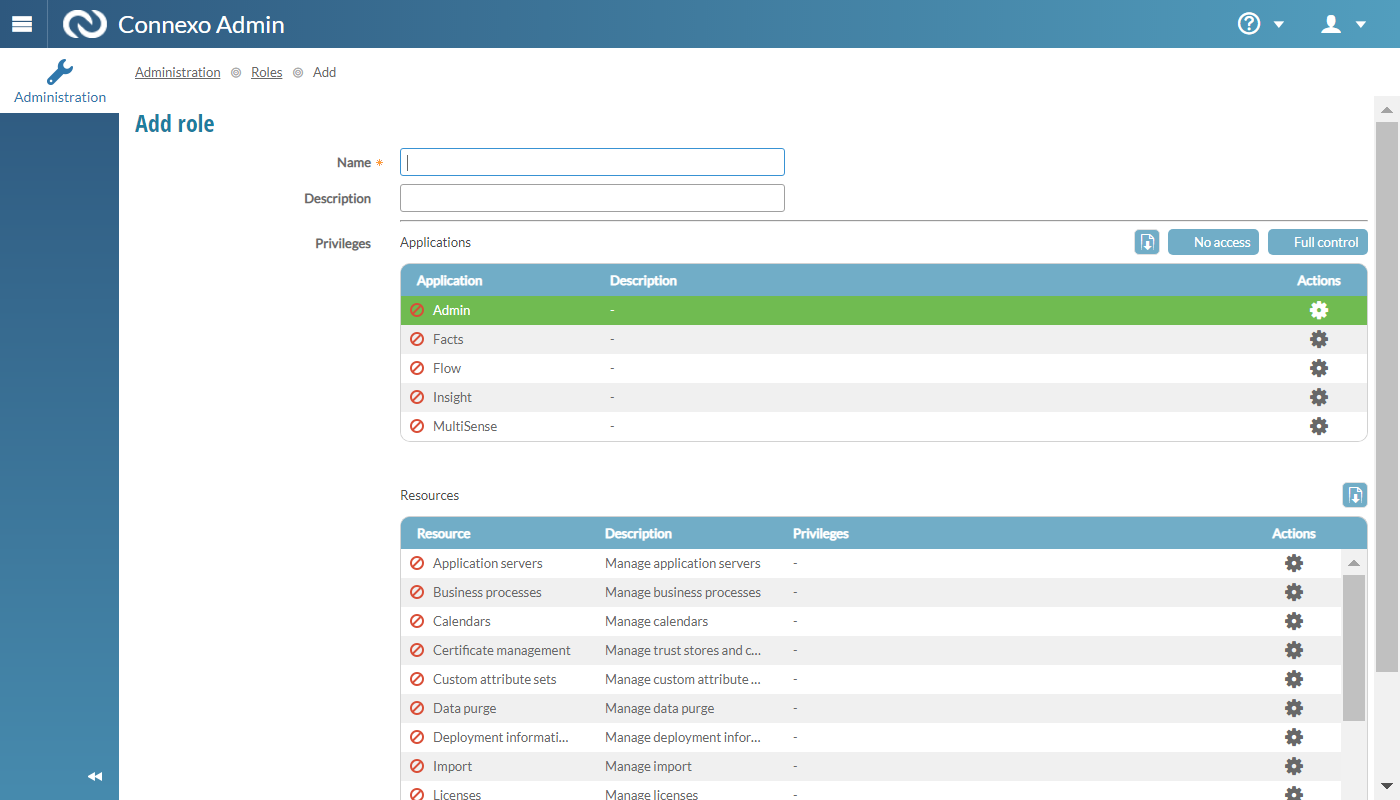 Connexo Admin
Administration
Administration Roles Add
Add role
Name *
Description
Privileges Applications No access Full control
Application Description Actions
Admin -
Facts -
Flow -
Insight -
MultiSense -
Resources
Resource Description Privileges Actions
Application servers Manage application servers -
Business processes Manage business processes -
Calendars Manage calendars -
Certificate management Manage trust stores and c... -
Custom attribute sets Manage custom attribute ... -
Data purge Manage data purge -
Deployment informati... Manage deployment infor... -
Import Manage import -
Licenses Manage licenses -